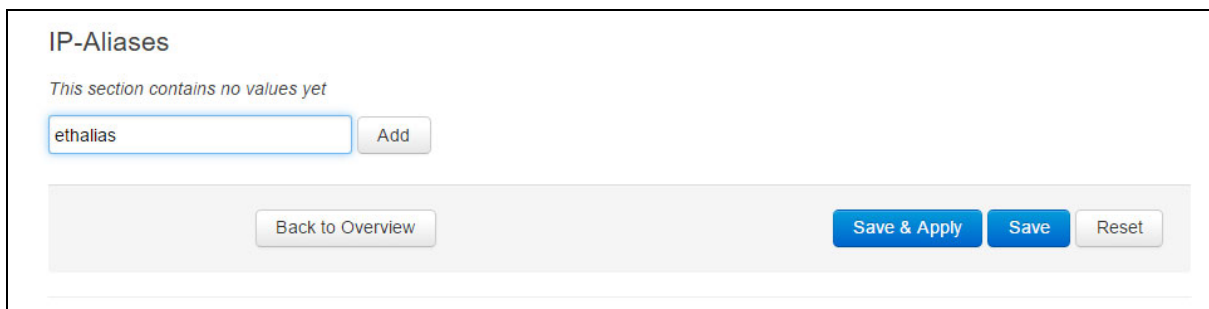 IP-Aliases
This section contains no values yet
ethalias Add
Back to Overview Save & Apply Save Reset